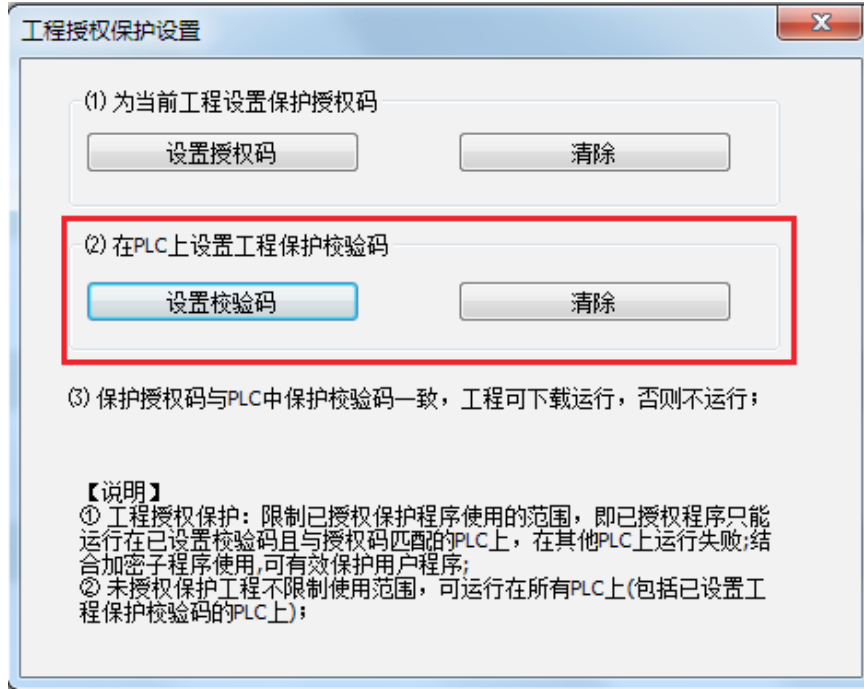 工程授权保护设置
⑴ 为当前工程设置保护授权码
设置授权码 清除
⑵ 在PLC上设置工程保护校验码
设置校验码 清除
⑶ 保护授权码与PLC中保护校验码一致，工程可下载运行，否则不运行；
【说明】
① 工程授权保护：限制已授权保护程序使用的范围，即已授权程序只能
运行在已设置校验码且与授权码匹配的PLC上，在其他PLC上运行失败;结
合加密子程序使用,可有效保护用户程序;
② 未授权保护工程不限制使用范围，可运行在所有PLC上(包括已设置工
程保护校验码的PLC上)；